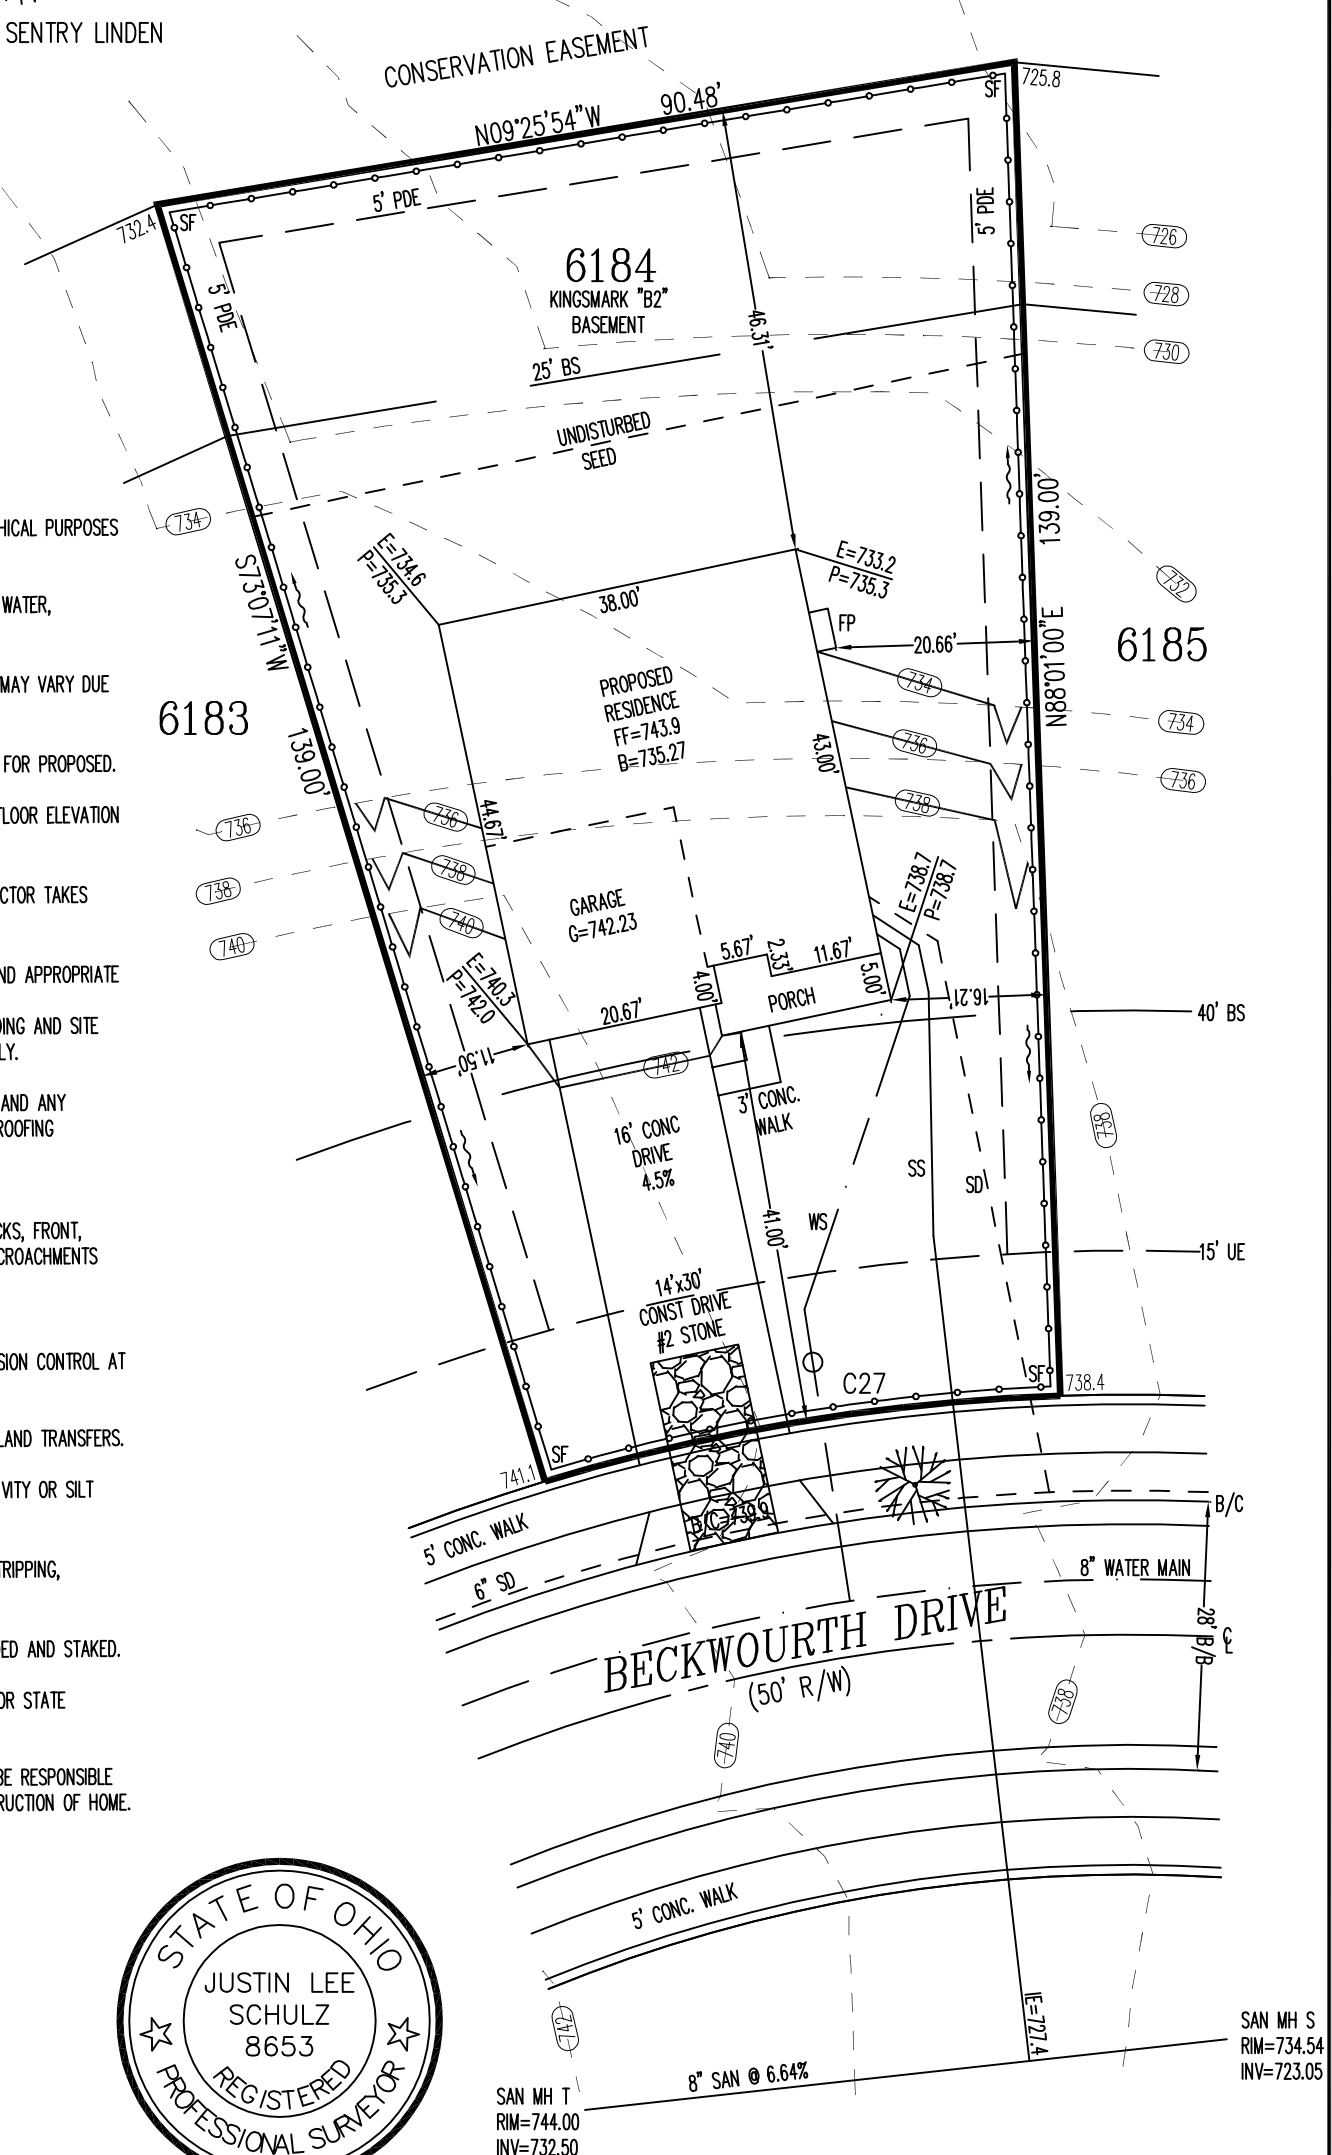 SENTRY LINDEN
CONSERVATION EASEMENT
N09°25'54"W
90.48'
725.8
SF
732.4
SF
5' PDE
5' PDE
5' PDE
6184
KINGSMARK "B2"
BASEMENT
726
728
730
46.31'
25' BS
UNDISTURBED
SEED
734
HICAL PURPOSES
WATER,
MAY VARY DUE
FOR PROPOSED.
FLOOR ELEVATION
CTOR TAKES
ND APPROPRIATE
DING AND SITE
LY.
AND ANY
ROOFING
CKS, FRONT,
CROACHMENTS
SION CONTROL AT
LAND TRANSFERS.
VITY OR SILT
TRIPPING,
DED AND STAKED.
OR STATE
BE RESPONSIBLE
RUCTION OF HOME.
S73°07'11"W
139.00'
6183
E=734.6
P=735.3
38.00'
E=733.2
P=735.3
FP
20.66'
139.00'
N88°01'00"E
732
6185
PROPOSED
RESIDENCE
FF=743.9
B=735.27
734
736
738
734
736
43.00'
44.67'
736
738
740
736
738
740
GARAGE
G=742.23
E=738.7
P=738.7
E=740.3
P=742.0
5.67'
2.33'
11.67'
4.00'
5.00'
PORCH
20.67'
16.21'
11.50'
742
40' BS
3' CONC.
WALK
16' CONC
DRIVE
4.5%
738
41.00'
WS
SS
SD
15' UE
14'x30'
CONST DRIVE
#2 STONE
C27
SF
738.4
SF
741.1
B/C=739.9
5' CONC. WALK
6" SD
B/C
8" WATER MAIN
28' B/B
℄
BECKWOURTH DRIVE
(50' R/W)
740
738
5' CONC. WALK
742
IE=727.4
8" SAN @ 6.64%
SAN MH S
RIM=734.54
INV=723.05
SAN MH T
RIM=744.00
INV=732.50
STATE OF OHIO
JUSTIN LEE
SCHULZ
8653
REGISTERED
PROFESSIONAL SURVEYOR